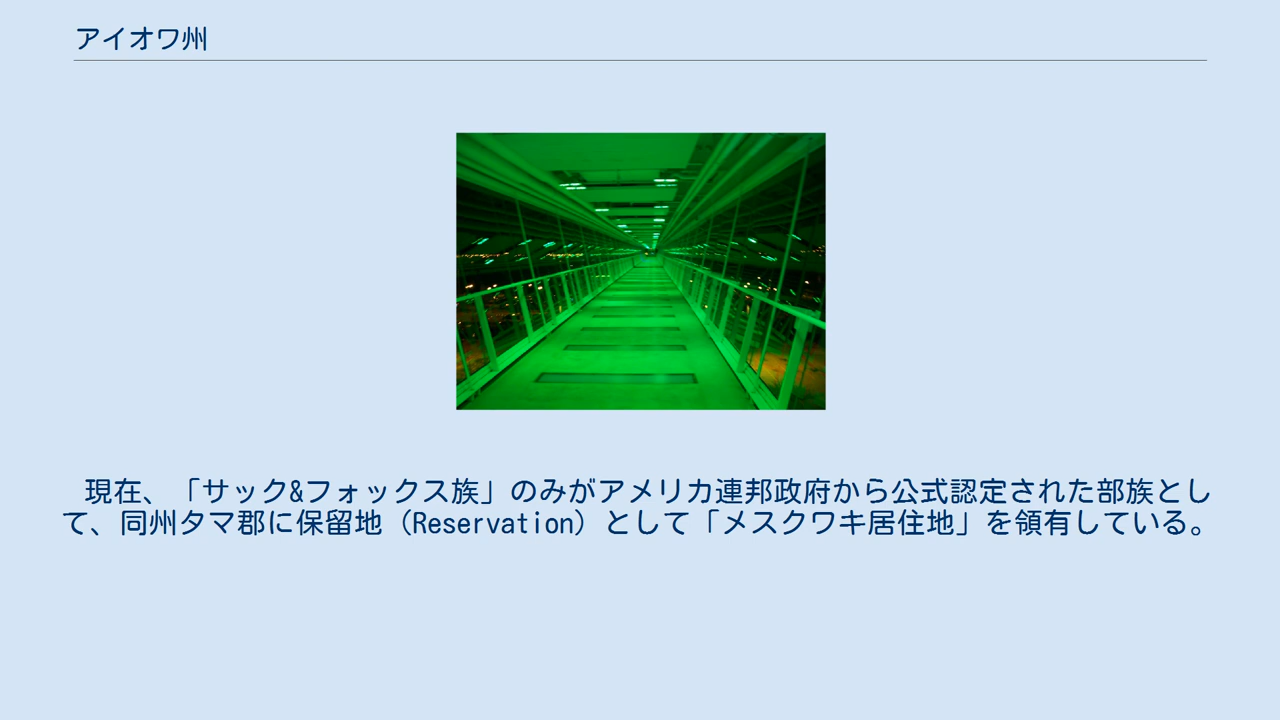 アイオワ州
現在、「サック&フォックス族」のみがアメリカ連邦政府から公式認定された部族とし
て、同州タマ郡に保留地（Reservation）として「メスクワキ居住地」を領有している。